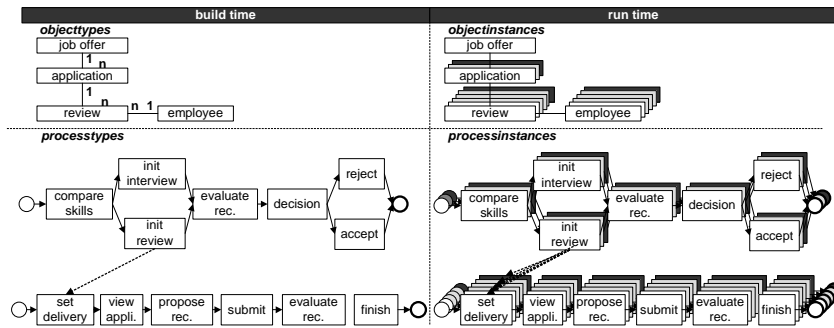 build time
run time
objecttypes
job offer
1
n
application
1
n
review
n 1
employee
objectinstances
job offer
application
review
employee
processtypes
compare
skills
init
interview
init
review
evaluate
rec.
decision
reject
accept
set
delivery
view
appli.
propose
rec.
submit
evaluate
rec.
finish
processinstances
compare
skills
init
interview
init
review
evaluate
rec.
decision
reject
accept
set
delivery
view
appli.
propose
rec.
submit
evaluate
rec.
finish